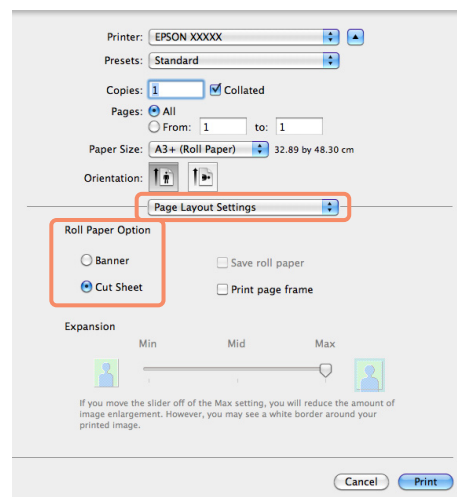 Printer: EPSON XXXXX
Presets: Standard
Copies: 1 Collated
Pages: All
From: 1 to: 1
Paper Size: A3+ (Roll Paper) 32.89 by 48.30 cm
Orientation:
Page Layout Settings
Roll Paper Option
Banner Save roll paper
Cut Sheet Print page frame
Expansion
Min Mid Max
If you move the slider off of the Max setting, you will reduce the amount of
image enlargement. However, you may see a white border around your
printed image.
Cancel Print